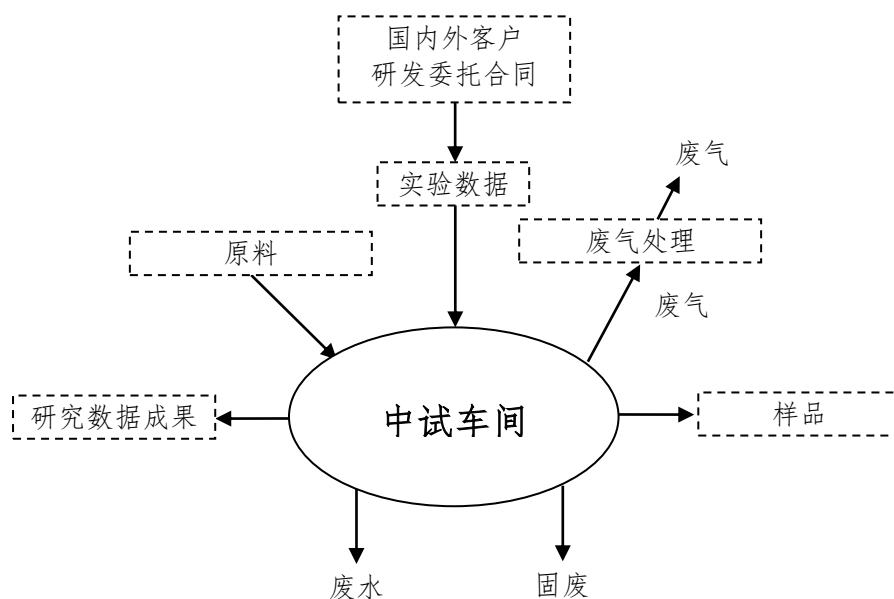 国内外客户
研发委托合同
废气
实验数据
原料
废气处理
废气
研究数据成果
中试车间
样品
废水
固废